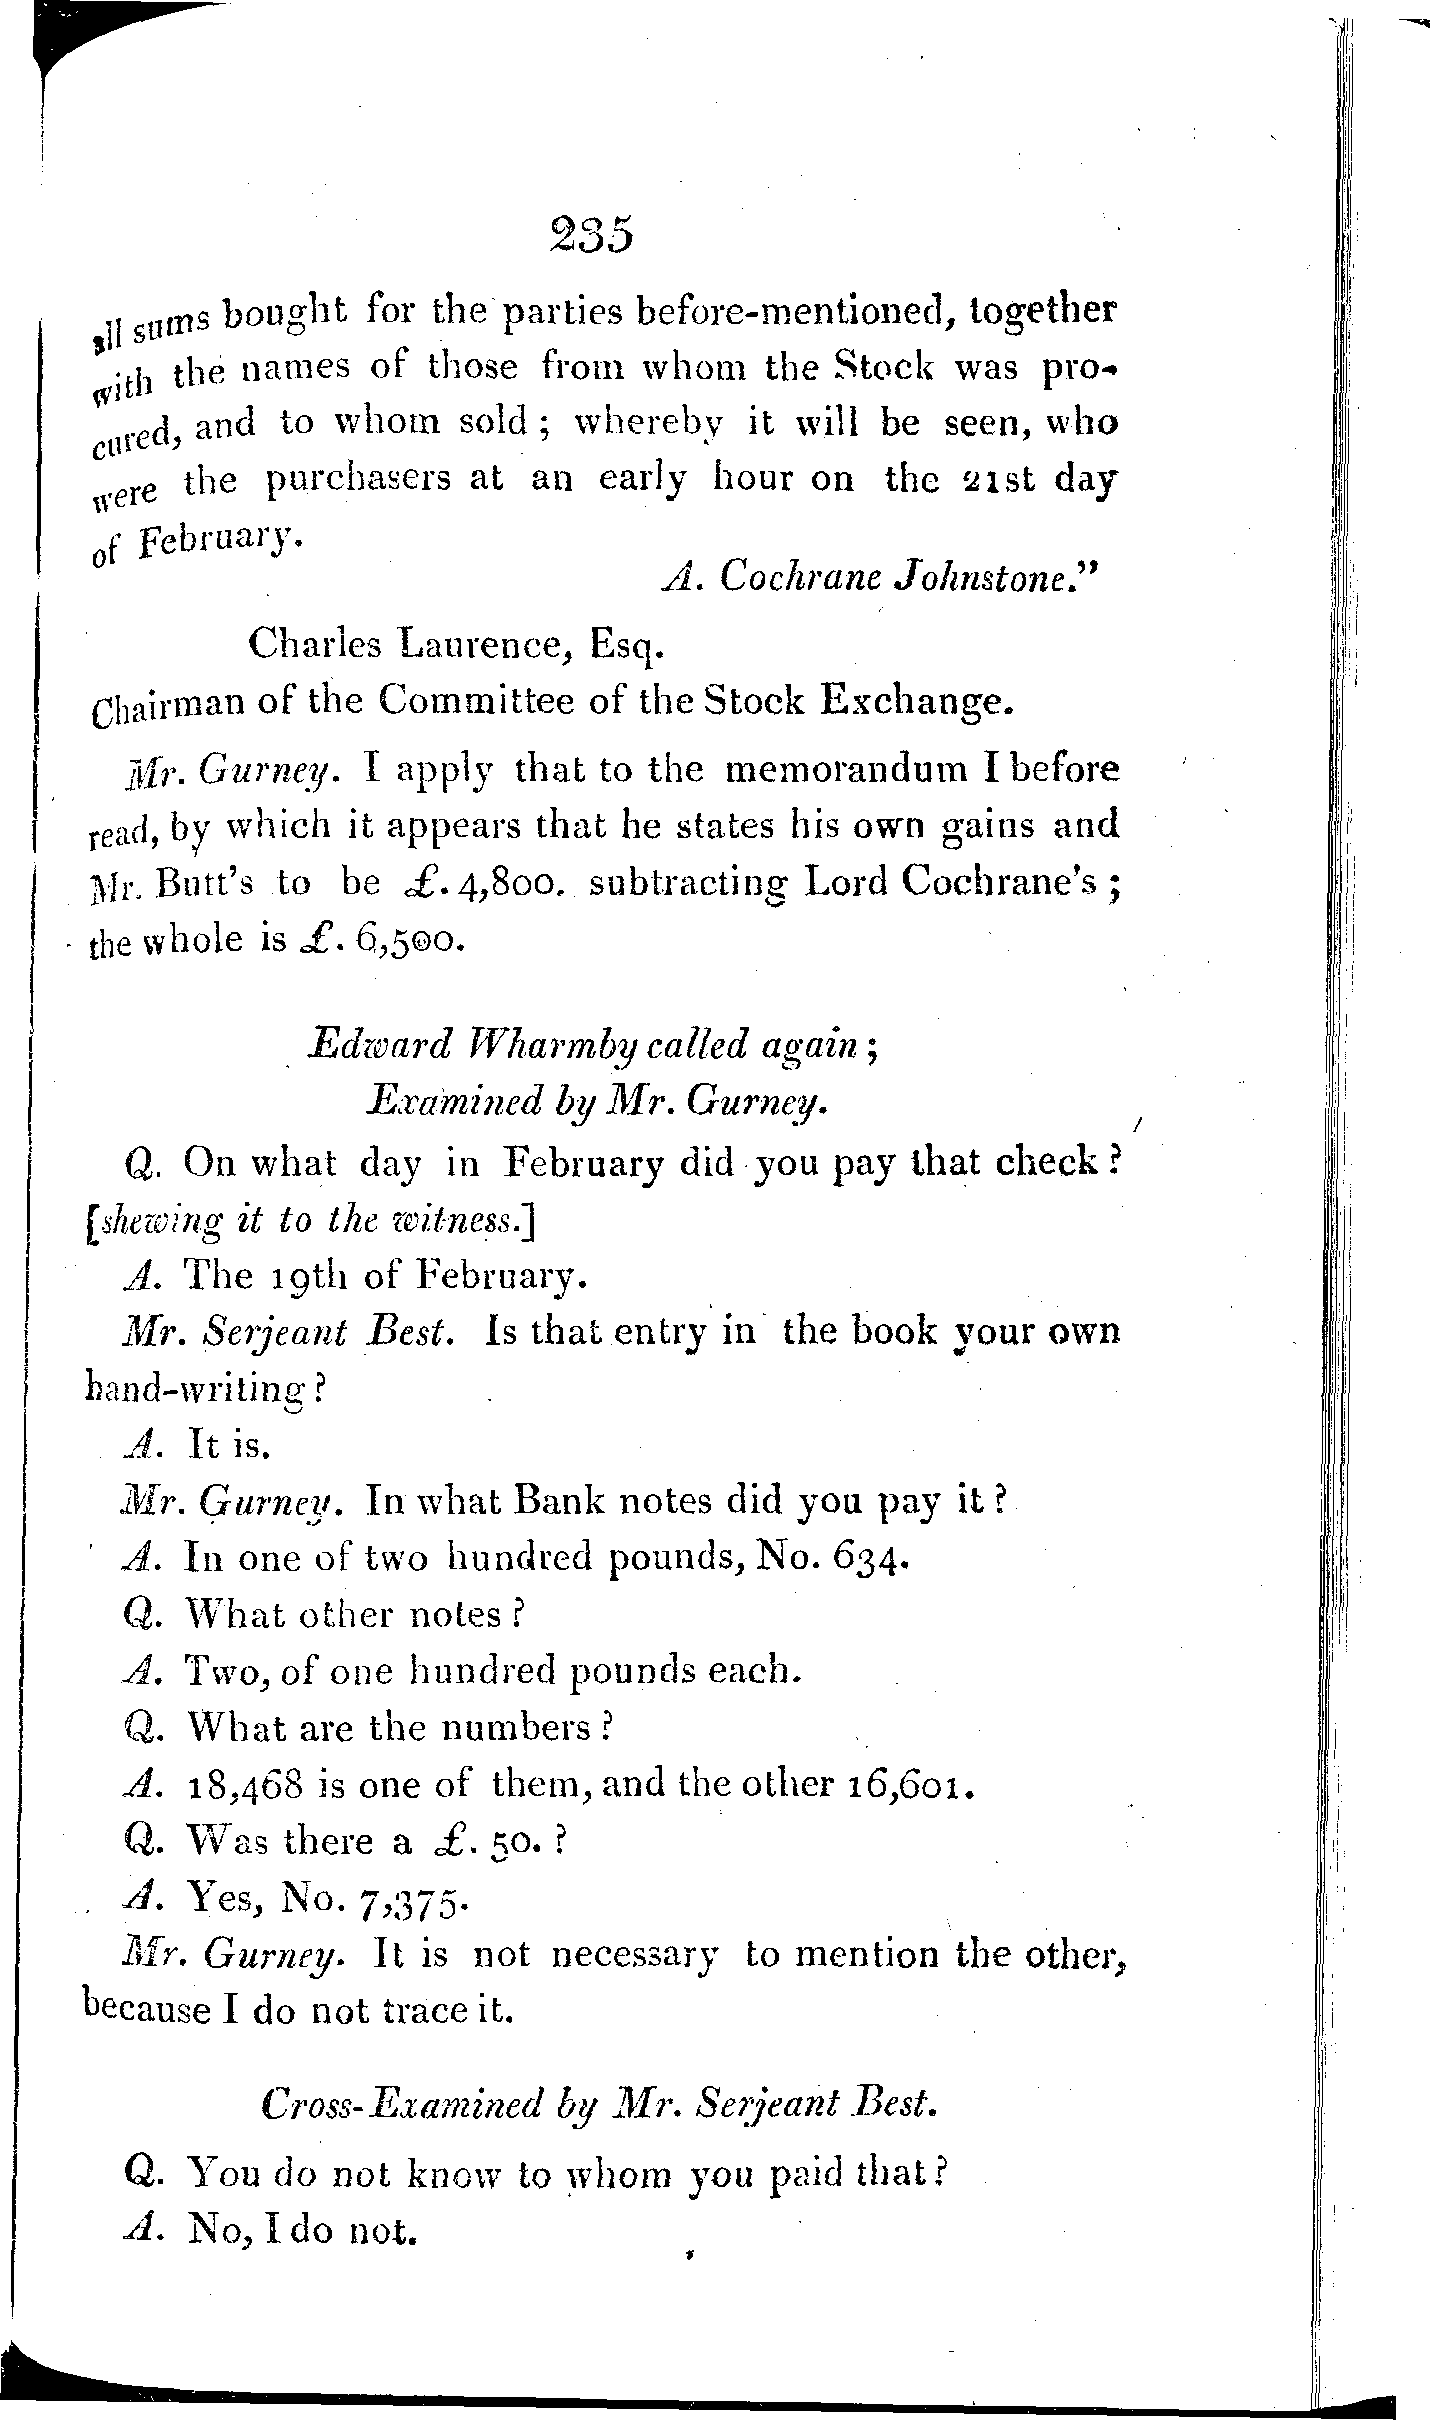 235
all sums bought for the parties before-mentioned, together
with the names of those from whom the Stock was pro-
cured, and to whom sold ; whereby it will be seen, who
were the purchasers at an early hour on the 21st day
of February.
A. Cochrane Johnstone."
Charles Laurence, Esq.
Chairman of the Committee of the Stock Exchange.
Mr. Gurney. I apply that to the memorandum I before
read, by which it appears that he states his own gains and
Mr. Butt's to be £. 4,800. subtracting Lord Cochrane's ;
the whole is £. 6,500.
Edward Wharmby called again ;
Examined by Mr. Gurney.
Q. On what day in February did you pay that check ?
[shewing it to the witness.]
A. The 19th of February.
Mr. Serjeant Best. Is that entry in the book your own
hand-writing ?
A. It is.
Mr. Gurney. In what Bank notes did you pay it ?
A. In one of two hundred pounds, No. 634.
Q. What other notes ?
A. Two, of one hundred pounds each.
Q. What are the numbers ?
A. 18,468 is one of them, and the other 16,601.
Q. Was there a £. 50. ?
A. Yes, No. 7,375.
Mr. Gurney. It is not necessary to mention the other,
because I do not trace it.
Cross-Examined by Mr. Serjeant Best.
Q. You do not know to whom you paid that ?
A. No, I do not.